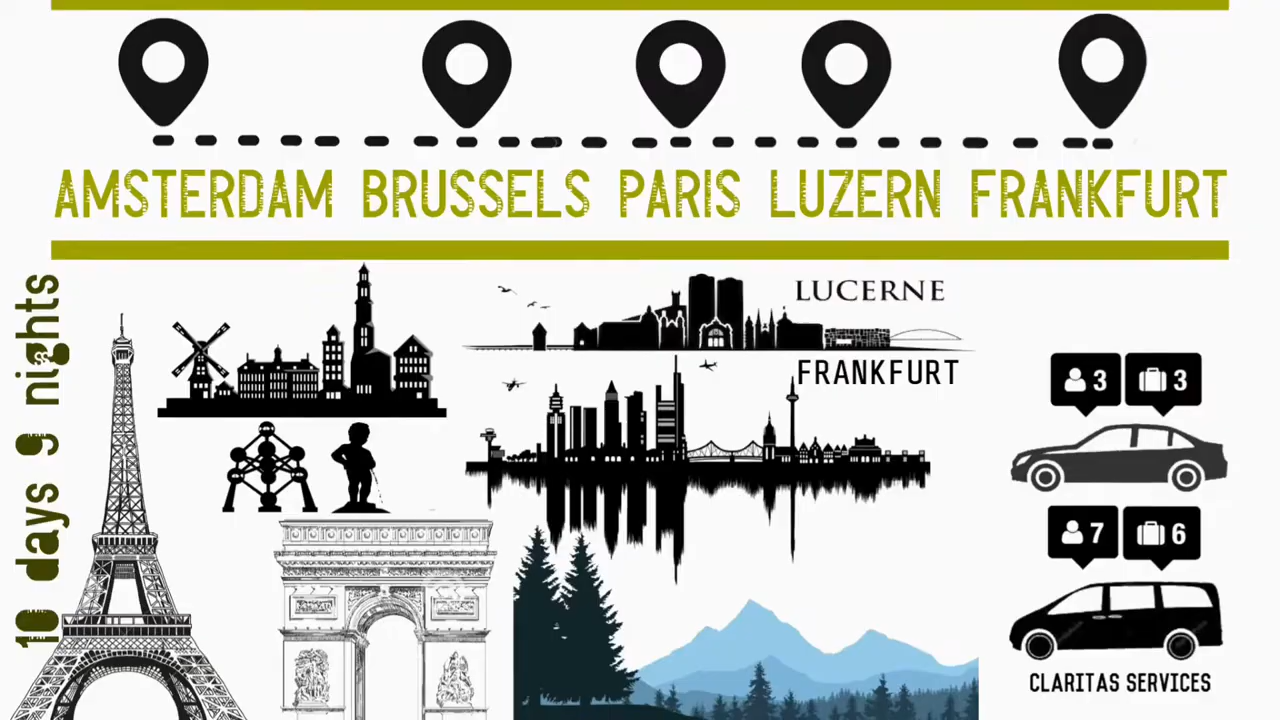 AMSTERDAM BRUSSELS PARIS LUZERN FRANKFURT
10 days 9 nights
LUCERNE
FRANKFURT
3 3
7 6
CLARITAS SERVICES